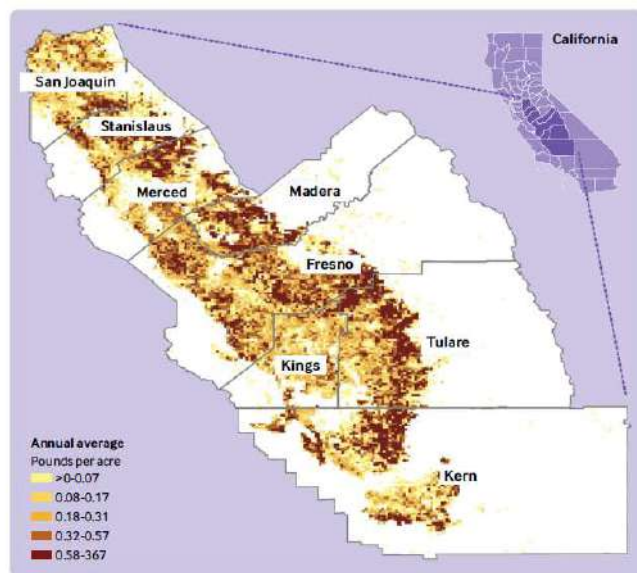 California
San Joaquin
Stanislaus
Merced
Madera
Fresno
Tulare
Kings
Kern
Annual average
Pounds per acre
>0-0.07
0.08-0.17
0.18-0.31
0.32-0.57
0.58-367